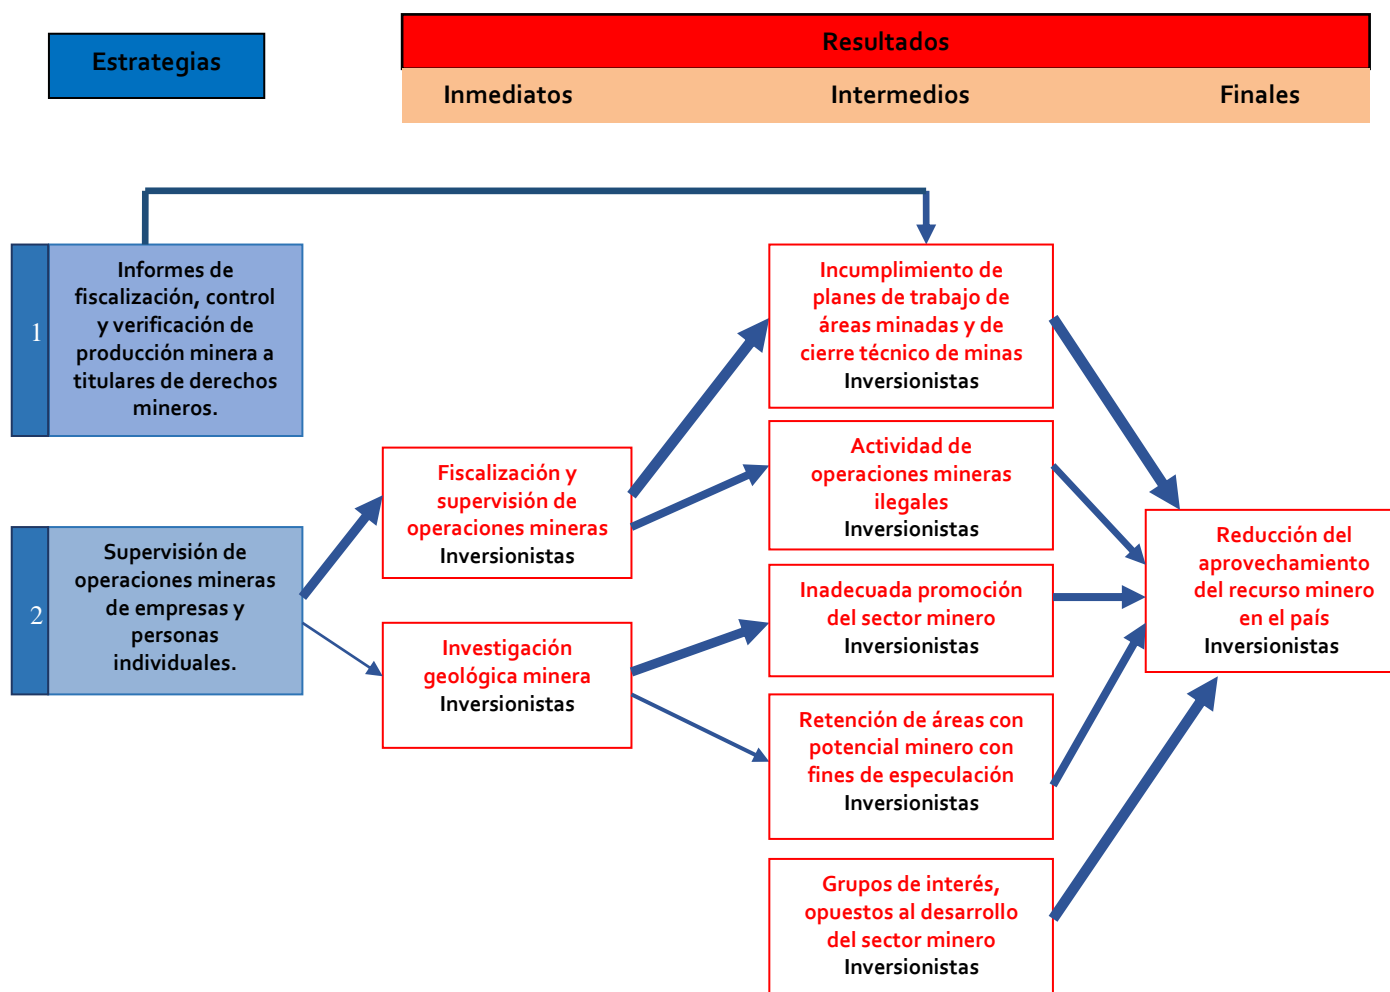 Estrategias
Resultados
Inmediatos
Intermedios
Finales
1
Informes de
fiscalización, control
y verificación de
producción minera a
titulares de derechos
mineros.
2
Supervisión de
operaciones mineras
de empresas y
personas
individuales.
Fiscalización y
supervisión de
operaciones mineras
Inversionistas
Investigación
geológica minera
Inversionistas
Incumplimiento de
planes de trabajo de
áreas minadas y de
cierre técnico de minas
Inversionistas
Actividad de
operaciones mineras
ilegales
Inversionistas
Inadecuada promoción
del sector minero
Inversionistas
Retención de áreas con
potencial minero con
fines de especulación
Inversionistas
Grupos de interés,
opuestos al desarrollo
del sector minero
Inversionistas
Reducción del
aprovechamiento
del recurso minero
en el país
Inversionistas